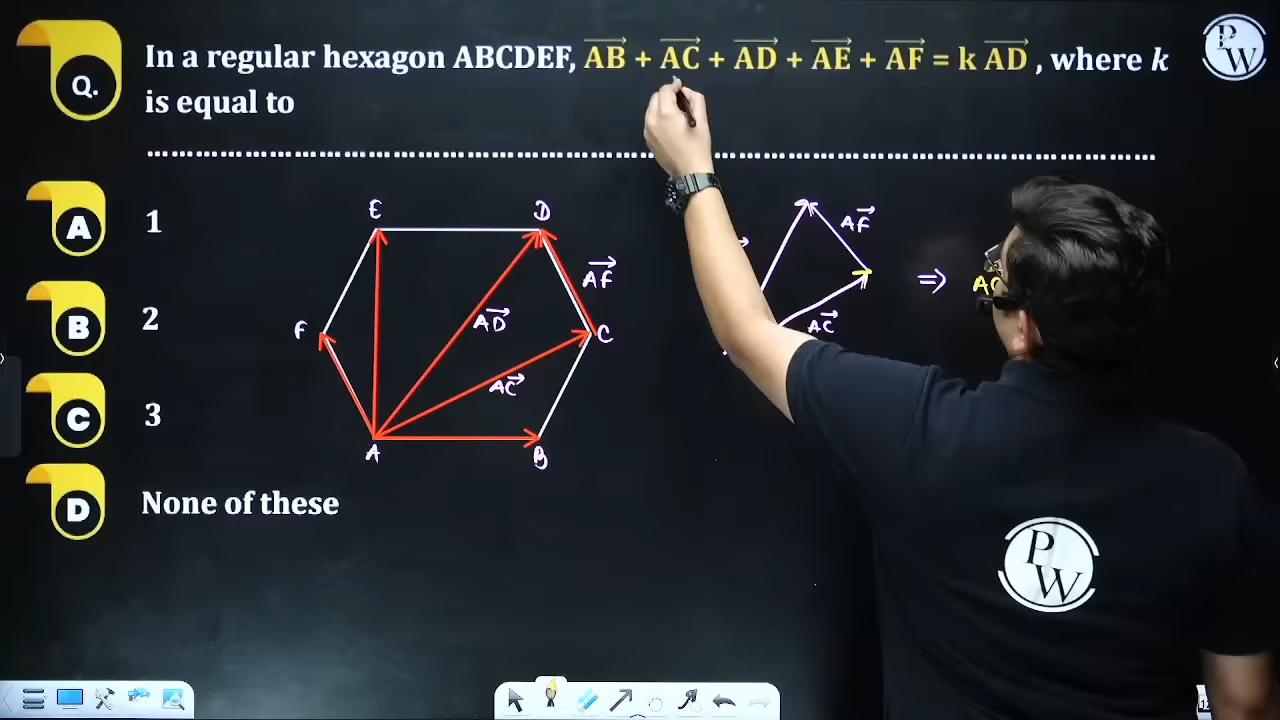 Q.
In a regular hexagon ABCDEF, AB + AC + AD + AE + AF = k AD , where k
is equal to
P
W
A
1
B
2
C
3
D
None of these
E
D
AF
F
AD
C
AC
A
B
AF
AC
⇒
P
W